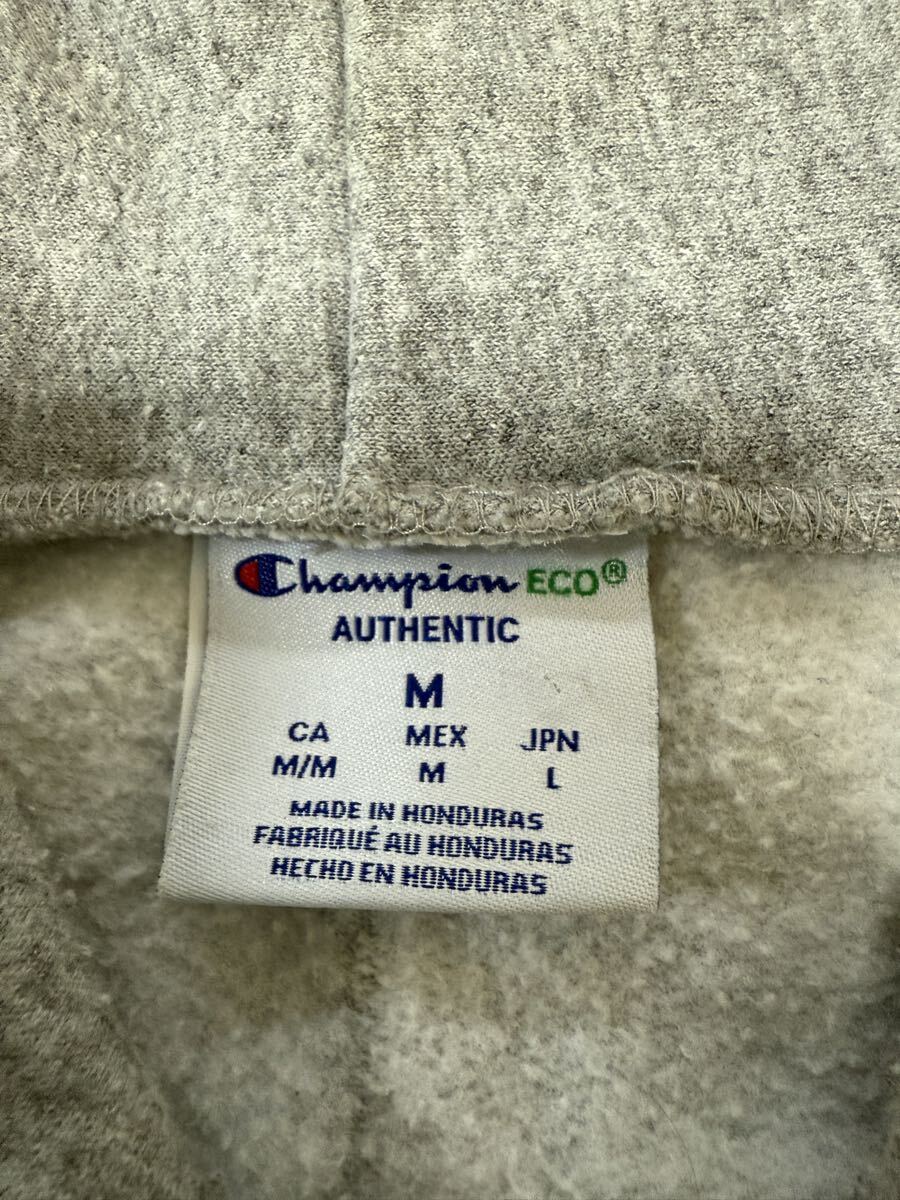 Champion ECO®
AUTHENTIC
M
CA MEX JPN
M/M M L
MADE IN HONDURAS
FABRIQUÉ AU HONDURAS
HECHO EN HONDURAS